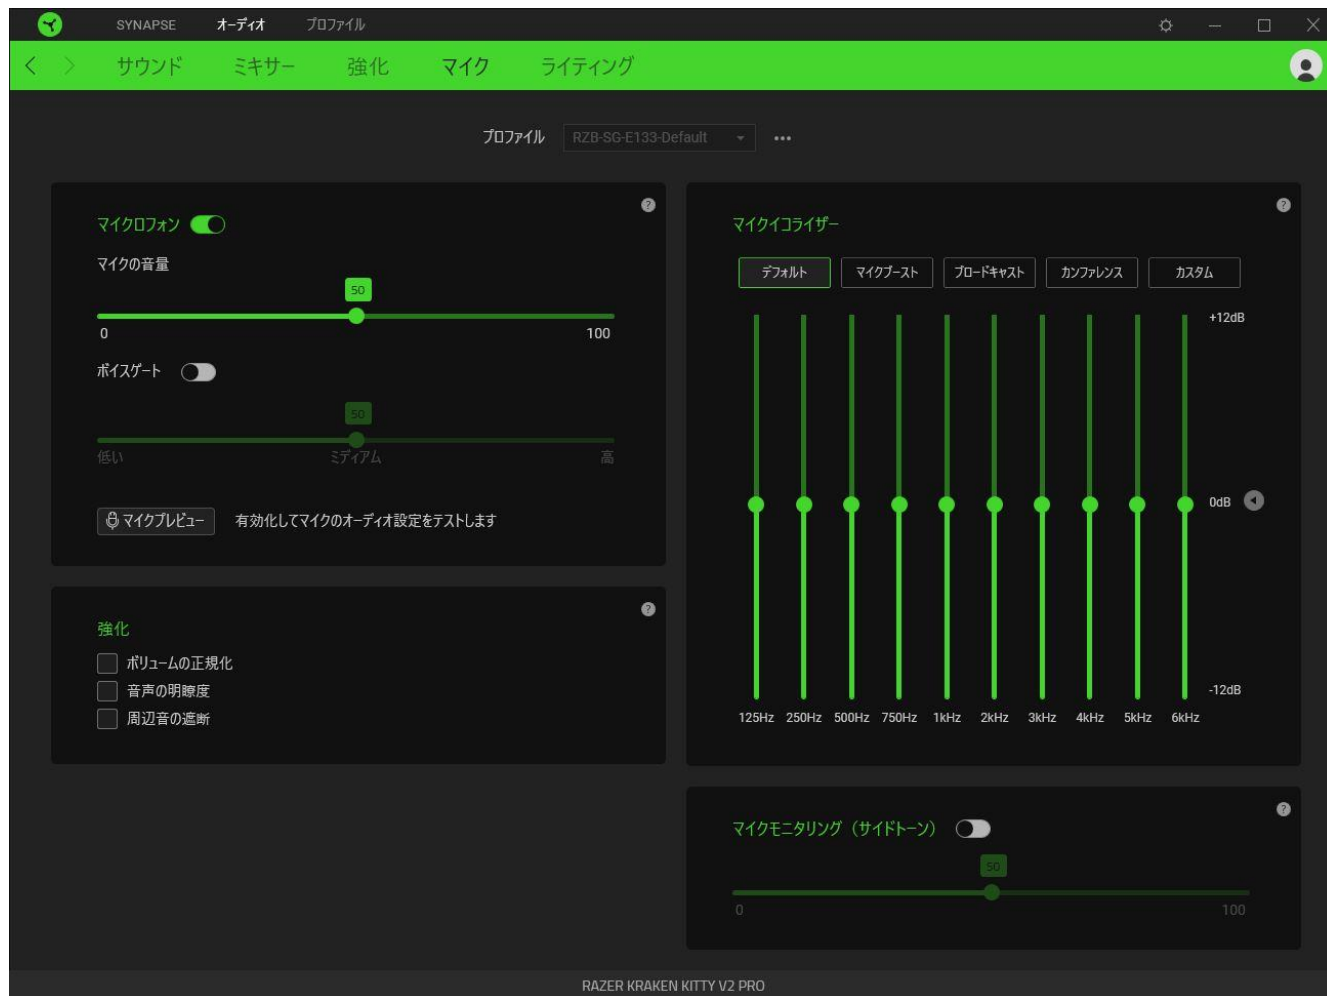 SYNAPSE オーディオ プロファイル
サウンド ミキサー 強化 マイク ライティング
プロファイル RZB-SG-E133-Default
マイクロフォン
マイクの音量
50
0 100
ボイスゲート
50
低い ミディアム 高
マイクプレビュー 有効化してマイクのオーディオ設定をテストします
強化
ボリュームの正規化
音声の明瞭度
周辺音の遮断
マイクイコライザー
デフォルト マイクブースト ブロードキャスト カンファレンス カスタム
+12dB
0dB
-12dB
125Hz 250Hz 500Hz 750Hz 1kHz 2kHz 3kHz 4kHz 5kHz 6kHz
マイクモニタリング（サイドトーン）
50
0 100
RAZER KRAKEN KITTY V2 PRO